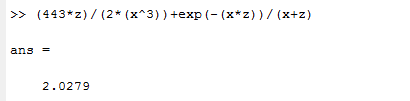 >> (443*z)/(2*(x^3))+exp(-(x*z))/(x+z)
ans =
2.0279